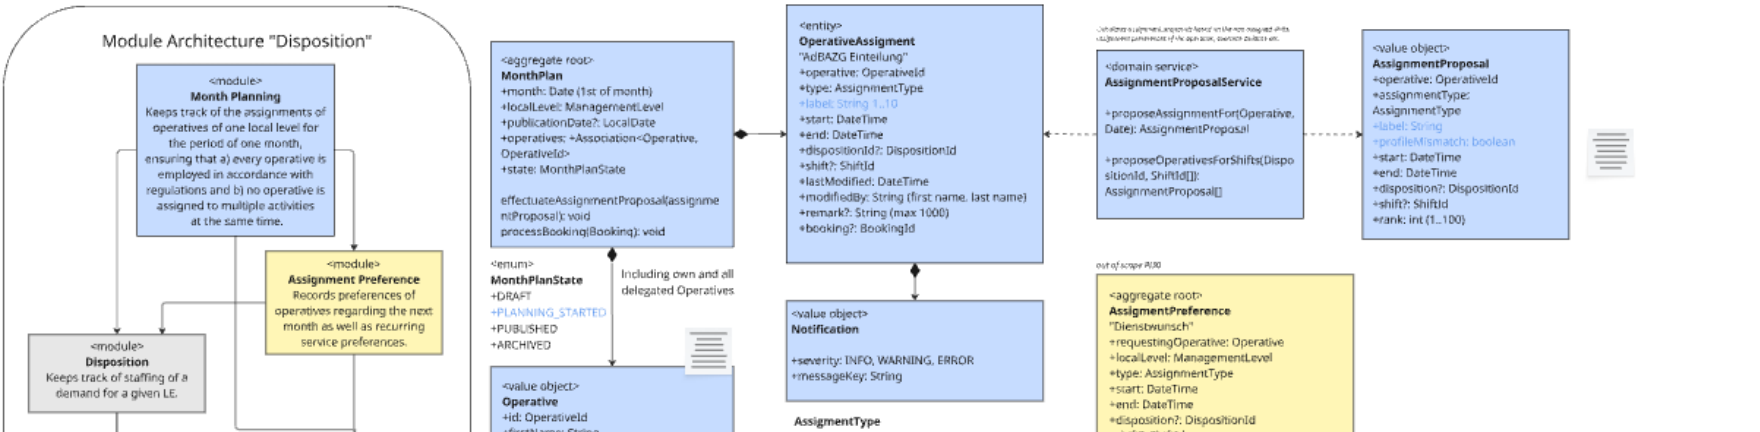 Module Architecture "Disposition"
<module>
Month Planning
Keeps track of the assignments of
operatives of one local level for
the period of one month,
ensuring that a) every operative is
employed in accordance with
regulations and b) no operative is
assigned to multiple activities
at the same time.
<module>
Assignment Preference
Records preferences of
operatives regarding the next
month as well as recurring
service preferences.
<module>
Disposition
Keeps track of staffing of a
demand for a given LE.
<aggregate root>
MonthPlan
+month: Date (1st of month)
+localLevel: ManagementLevel
+publicationDate?: LocalDate
+operatives: +Association<Operative,
OperativeId>
+state: MonthPlanState
effectuateAssignmentProposal(assignme
ntProposal): void
processBooking(Booking): void
<enum>
MonthPlanState
+DRAFT
+PLANNING_STARTED
+PUBLISHED
+ARCHIVED
Including own and all
delegated Operatives
<value object>
Operative
+id: OperativeId
+firstName: String
<entity>
OperativeAssigment
"AdBAZG Einteilung"
+operative: OperativeId
+type: AssignmentType
+label: String 1..10
+start: DateTime
+end: DateTime
+dispositionId?: DispositionId
+shift?: ShiftId
+lastModified: DateTime
+modifiedBy: String (first name, last name)
+remark?: String (max 1000)
+booking?: BookingId
<value object>
Notification
+severity: INFO, WARNING, ERROR
+messageKey: String
AssigmentType
<domain service>
AssignmentProposalService
+proposeAssignmentFor(Operative,
Date): AssignmentProposal
+proposeOperativesForShifts(Dispo
sitionId, ShiftId[]):
AssignmentProposal[]
<value object>
AssignmentProposal
+operative: OperativeId
+assignmentType:
AssignmentType
+label: String
+profileMismatch: boolean
+start: DateTime
+end: DateTime
+disposition?: DispositionId
+shift?: ShiftId
+rank: int (1..100)
out of scope PI30
<aggregate root>
AssigmentPreference
"Dienstwunsch"
+requestingOperative: Operative
+localLevel: ManagementLevel
+type: AssignmentType
+start: DateTime
+end: DateTime
+disposition?: DispositionId